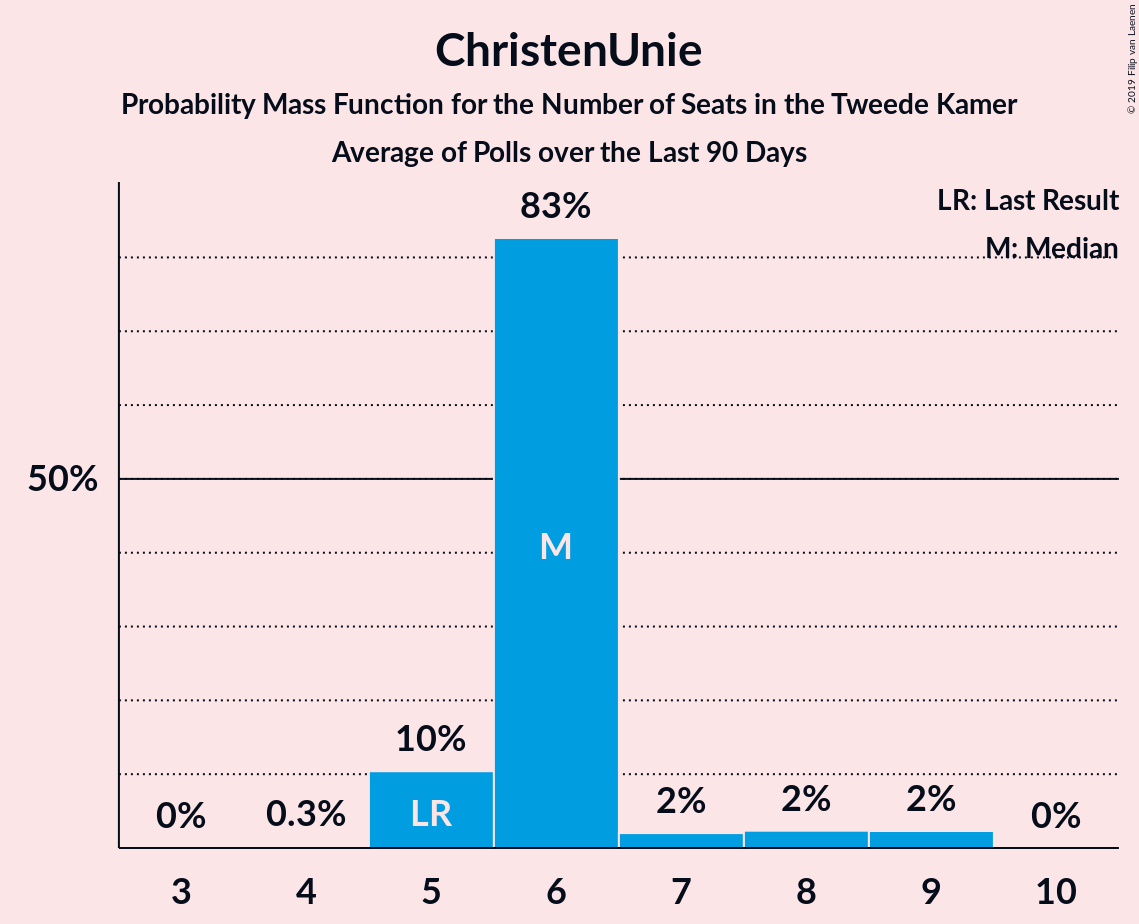 ChristenUnie
Probability Mass Function for the Number of Seats in the Tweede Kamer
Average of Polls over the Last 90 Days
© 2019 Filip van Laenen
LR: Last Result
M: Median
83%
50%
M
10%
LR
0%
0.3%
2%
2%
2%
0%
3 4 5 6 7 8 9 10